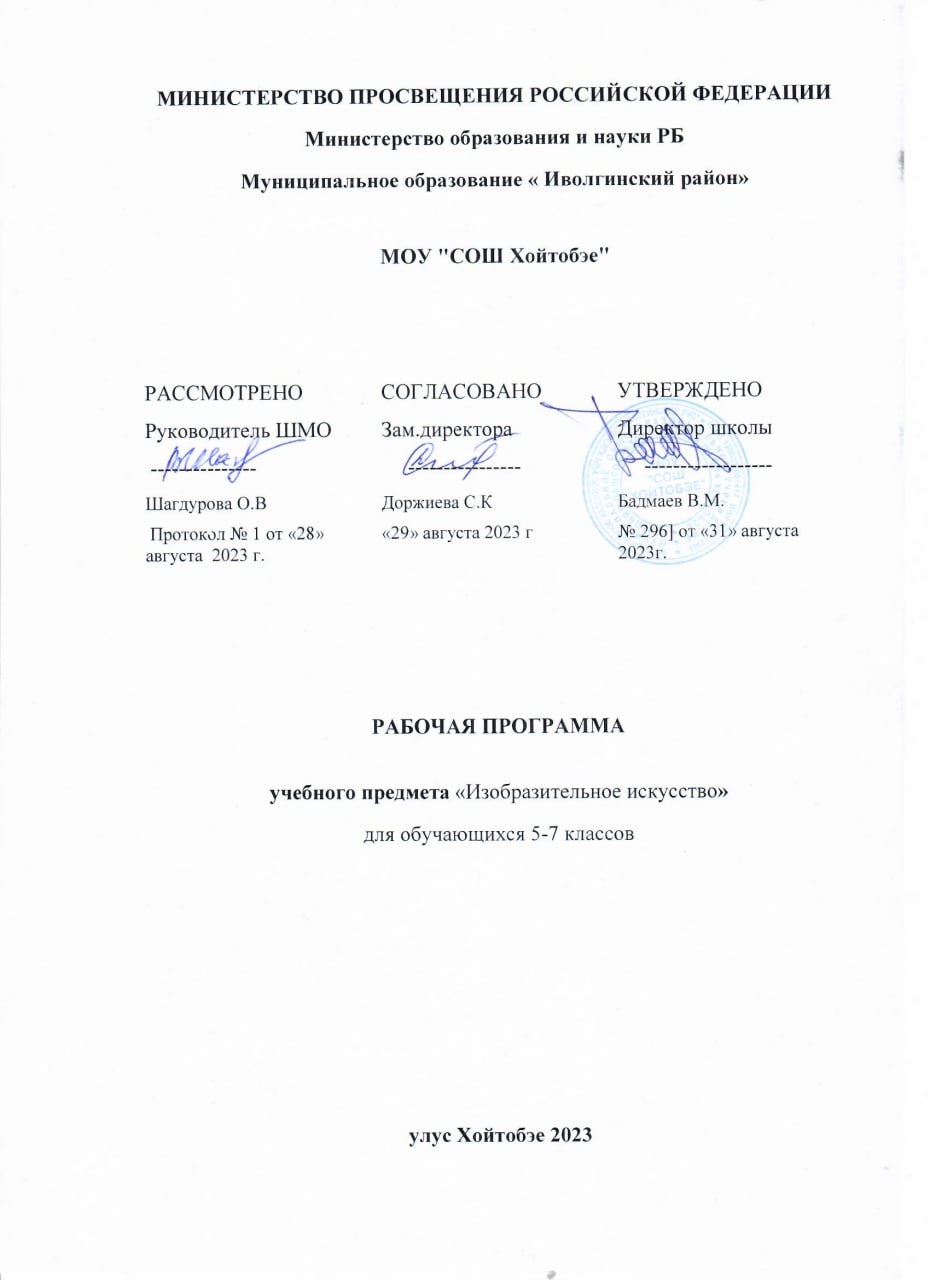 МИНИСТЕРСТВО ПРОСВЕЩЕНИЯ РОССИЙСКОЙ ФЕДЕРАЦИИ
Министерство образования и науки РБ
Муниципальное образование « Иволгинский район»
МОУ "СОШ Хойтобэе"
РАССМОТРЕНО
Руководитель ШМО
------------------
Шагдурова О.В
Протокол № 1 от «28»
августа 2023 г.
СОГЛАСОВАНО
Зам.директора
------------------
Доржиева С.К
«29» августа 2023 г
УТВЕРЖДЕНО
Директор школы
------------------
Бадмаев В.М.
№ 296] от «31» августа
2023г.
"СОШ
ХОЙТОБЭЕ"
РАБОЧАЯ ПРОГРАММА
учебного предмета «Изобразительное искусство»
для обучающихся 5-7 классов
улус Хойтобэе 2023